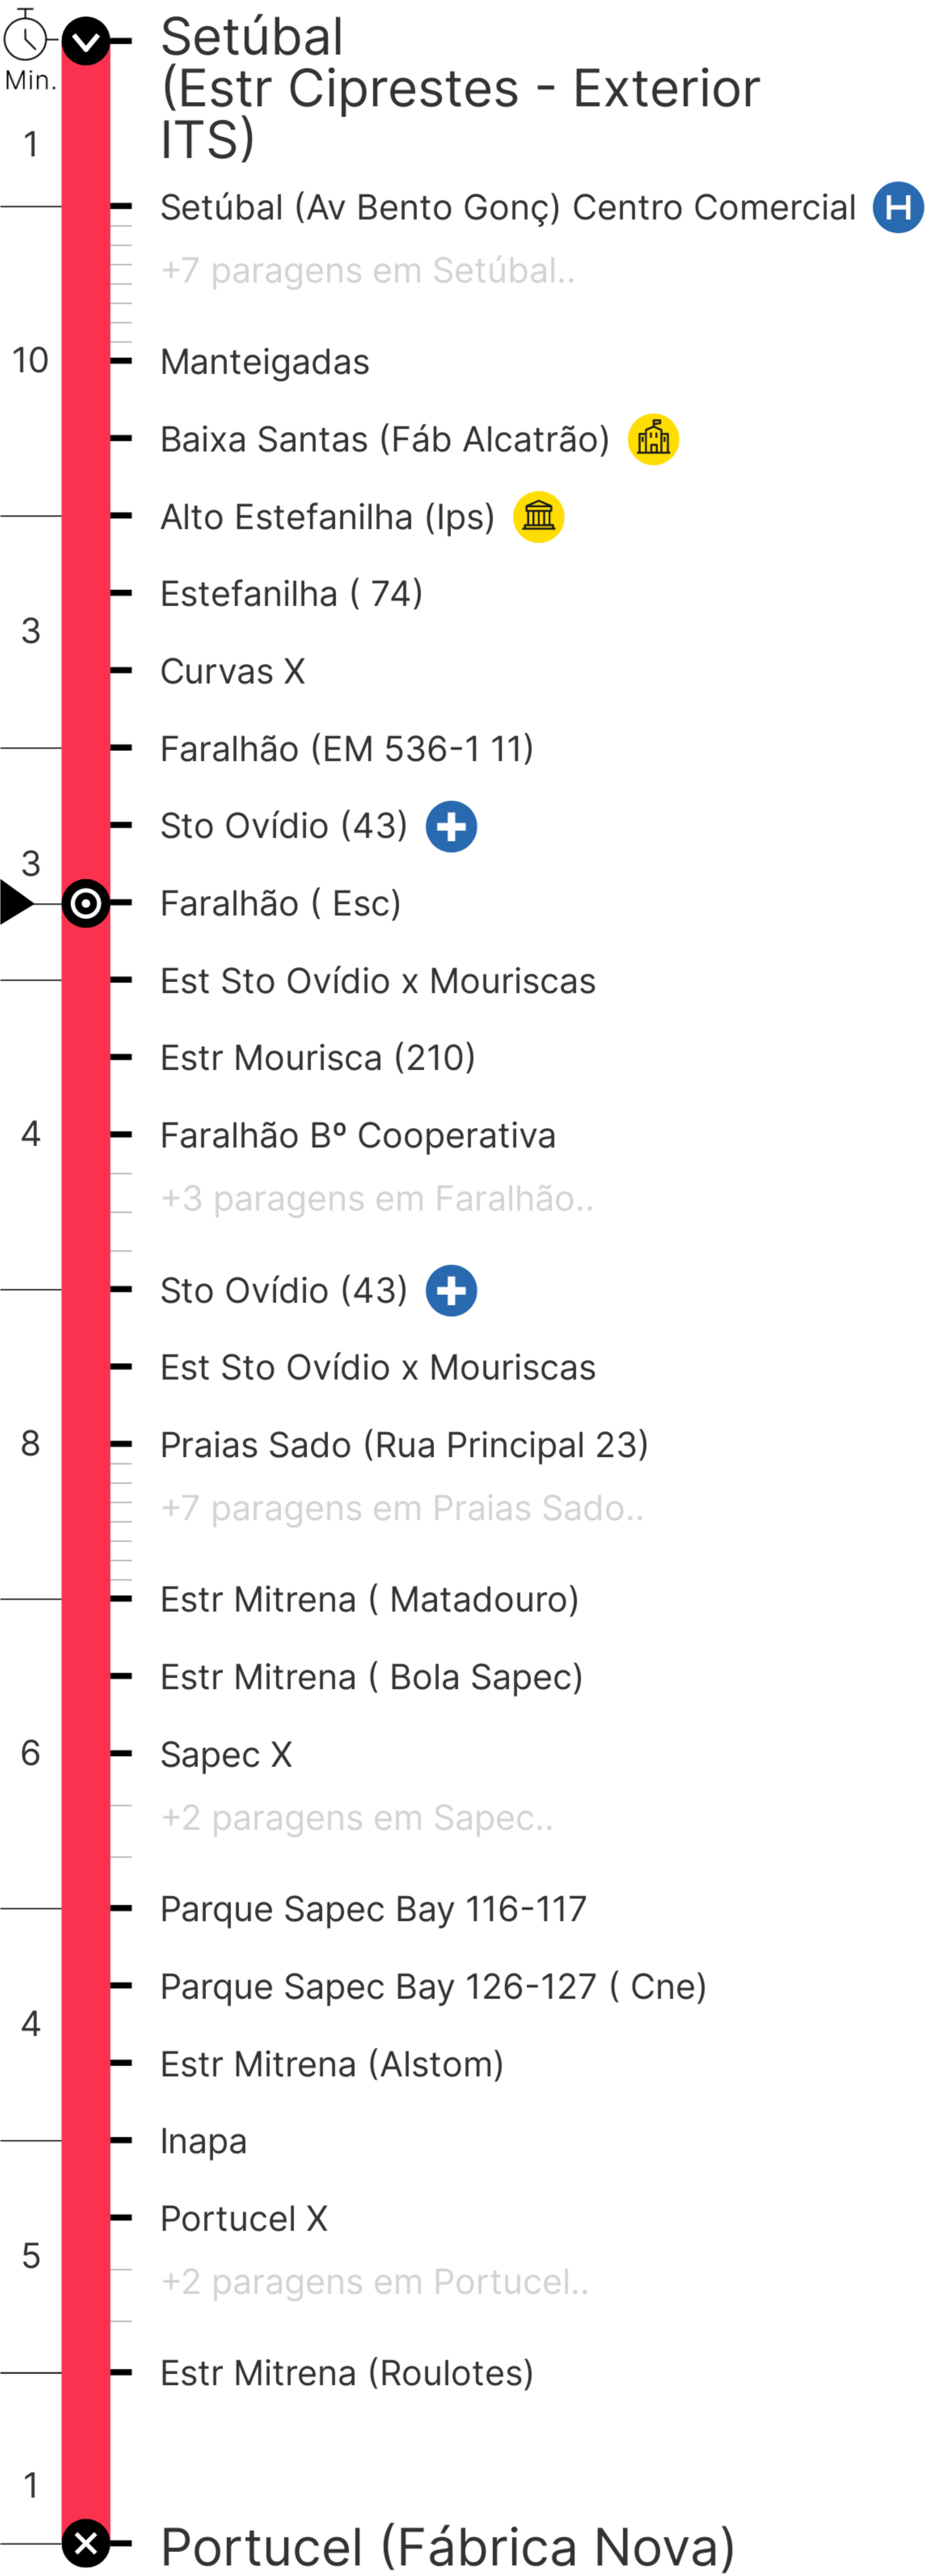 Setúbal
(Estr Ciprestes - Exterior
ITS)
Min.
1
Setúbal (Av Bento Gonç) Centro Comercial H
+7 paragens em Setúbal..
10
Manteigadas
Baixa Santas (Fáb Alcatrão)
Alto Estefanilha (Ips)
Estefanilha ( 74)
3
Curvas X
Faralhão (EM 536-1 11)
Sto Ovídio (43)
3
Faralhão ( Esc)
Est Sto Ovídio x Mouriscas
Estr Mourisca (210)
4
Faralhão Bº Cooperativa
+3 paragens em Faralhão..
Sto Ovídio (43)
Est Sto Ovídio x Mouriscas
8
Praias Sado (Rua Principal 23)
+7 paragens em Praias Sado..
Estr Mitrena ( Matadouro)
Estr Mitrena ( Bola Sapec)
6
Sapec X
+2 paragens em Sapec..
Parque Sapec Bay 116-117
Parque Sapec Bay 126-127 ( Cne)
4
Estr Mitrena (Alstom)
Inapa
Portucel X
5
+2 paragens em Portucel..
Estr Mitrena (Roulotes)
1
Portucel (Fábrica Nova)